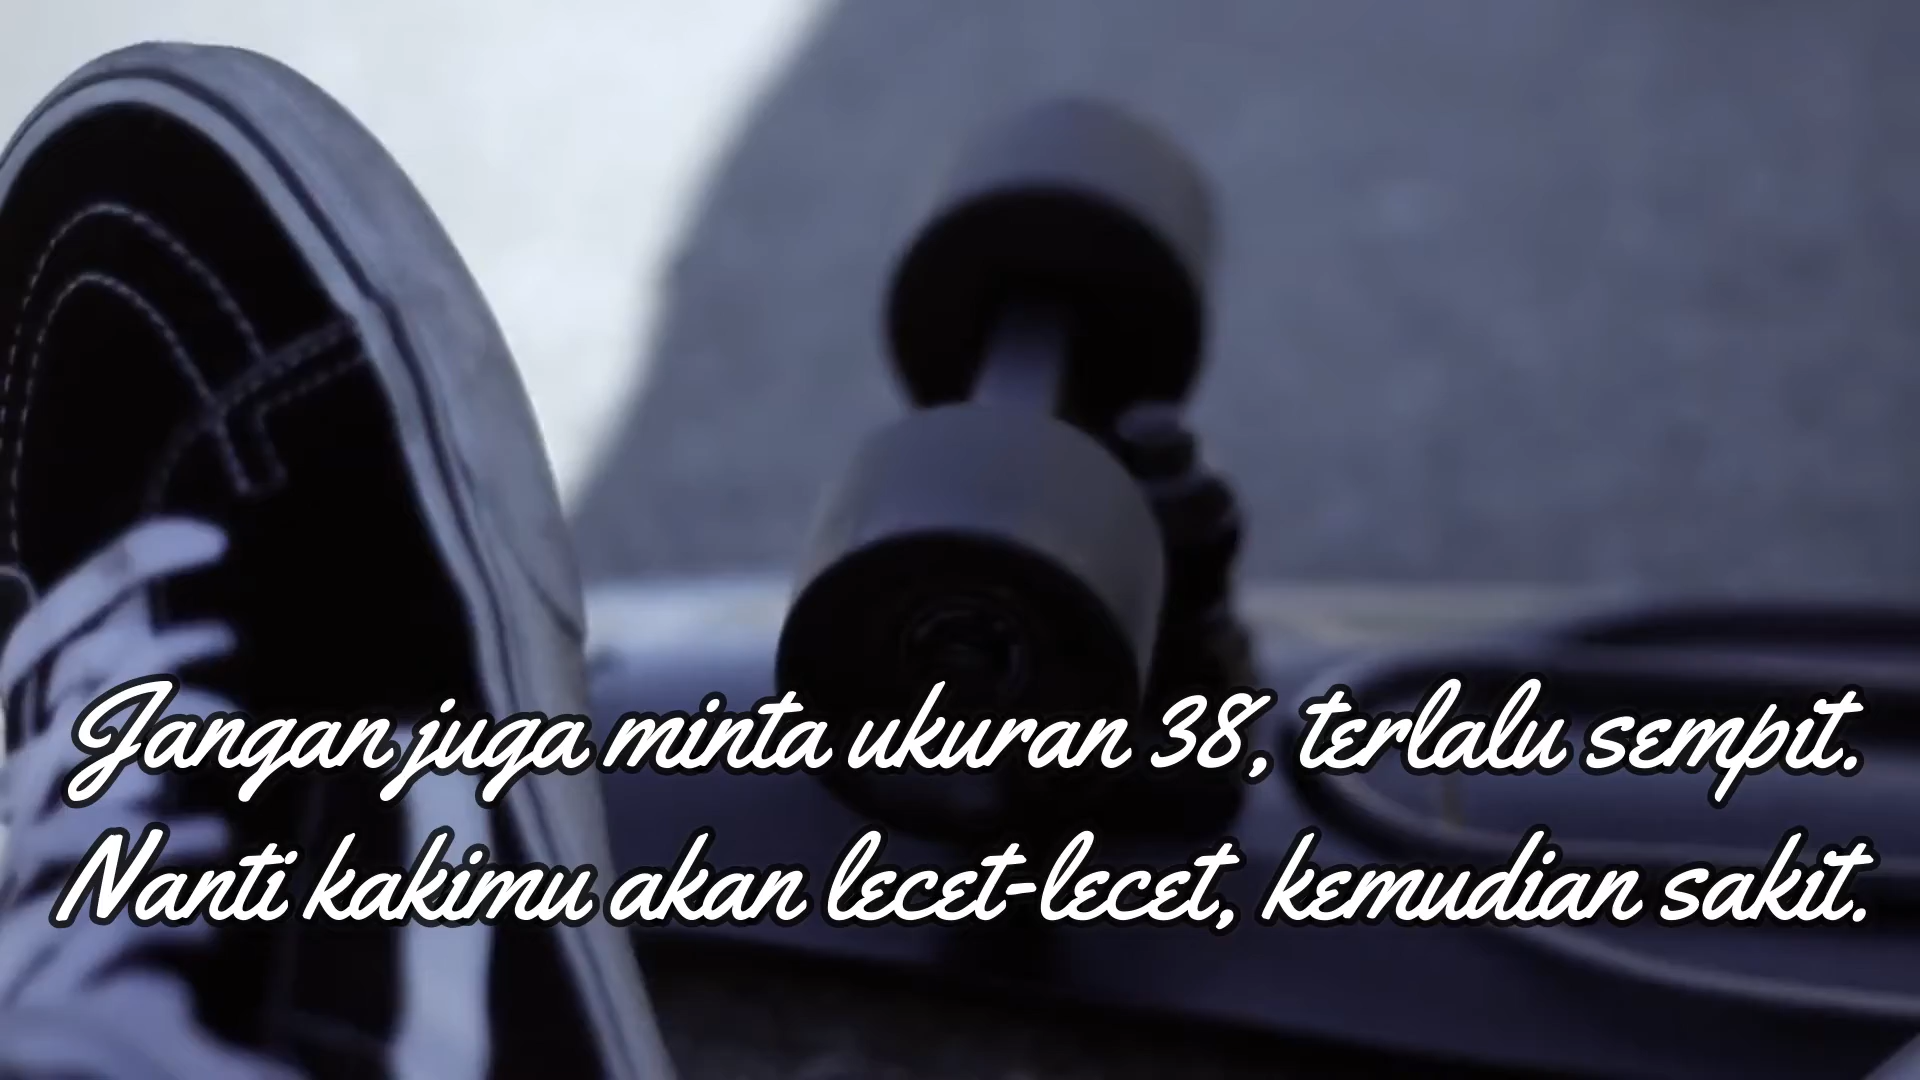 Jangan juga minta ukuran 38, terlalu sempit.
Nanti kakimu akan lecet-lecet, kemudian sakit.